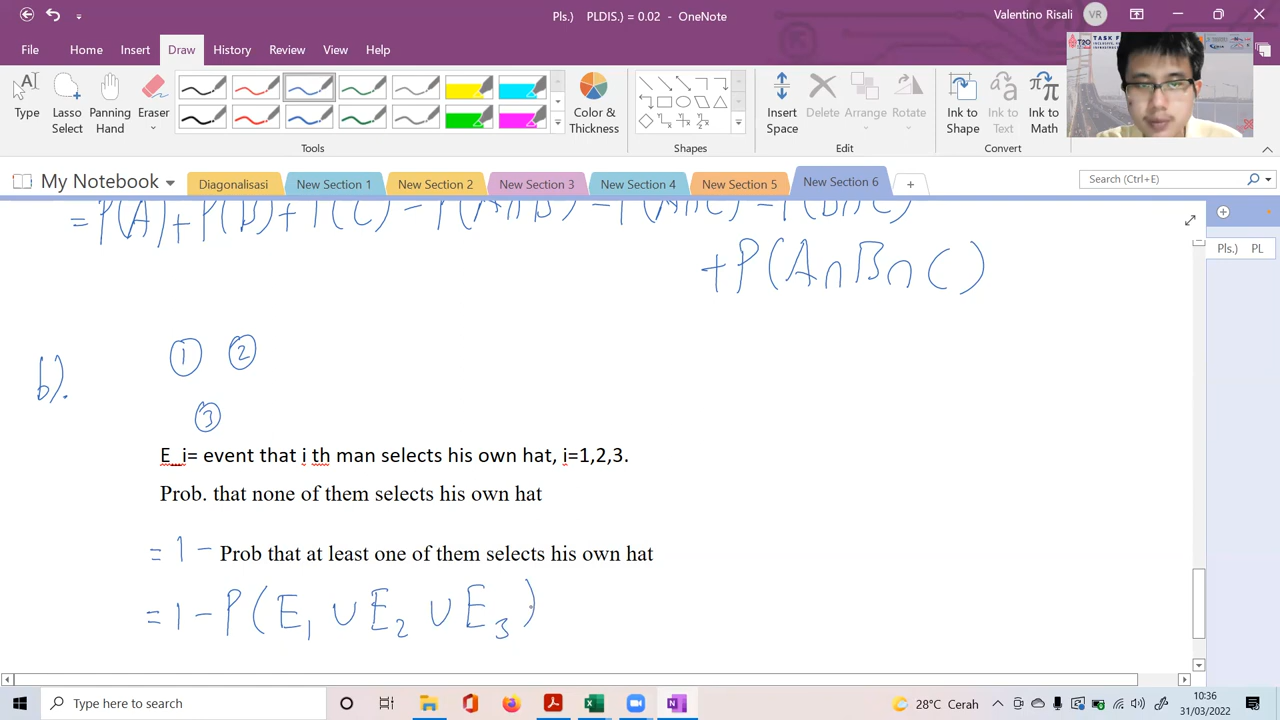 Pls.) PLDIS.) = 0.02 - OneNote
Valentino Risali VR
File Home Insert Draw History Review View Help
Type
Lasso Select
Panning Hand
Eraser
Color & Thickness
Insert Space
Delete
Arrange
Rotate
Ink to Shape
Ink to Text
Ink to Math
Tools Shapes Edit Convert
My Notebook Diagonalisasi New Section 1 New Section 2 New Section 3 New Section 4 New Section 5 New Section 6 Search (Ctrl+E)
Pls.) PL
= P(A) + P(B) + P(C) - P(A∩B) - P(A∩C) - P(B∩C)
+ P(A∩B∩C)
① ②
b).
③
E_i= event that i th man selects his own hat, i=1,2,3.
Prob. that none of them selects his own hat
= 1 - Prob that at least one of them selects his own hat
= 1 - P(E₁ ∪ E₂ ∪ E₃)
Type here to search
28°C Cerah
10:36
31/03/2022